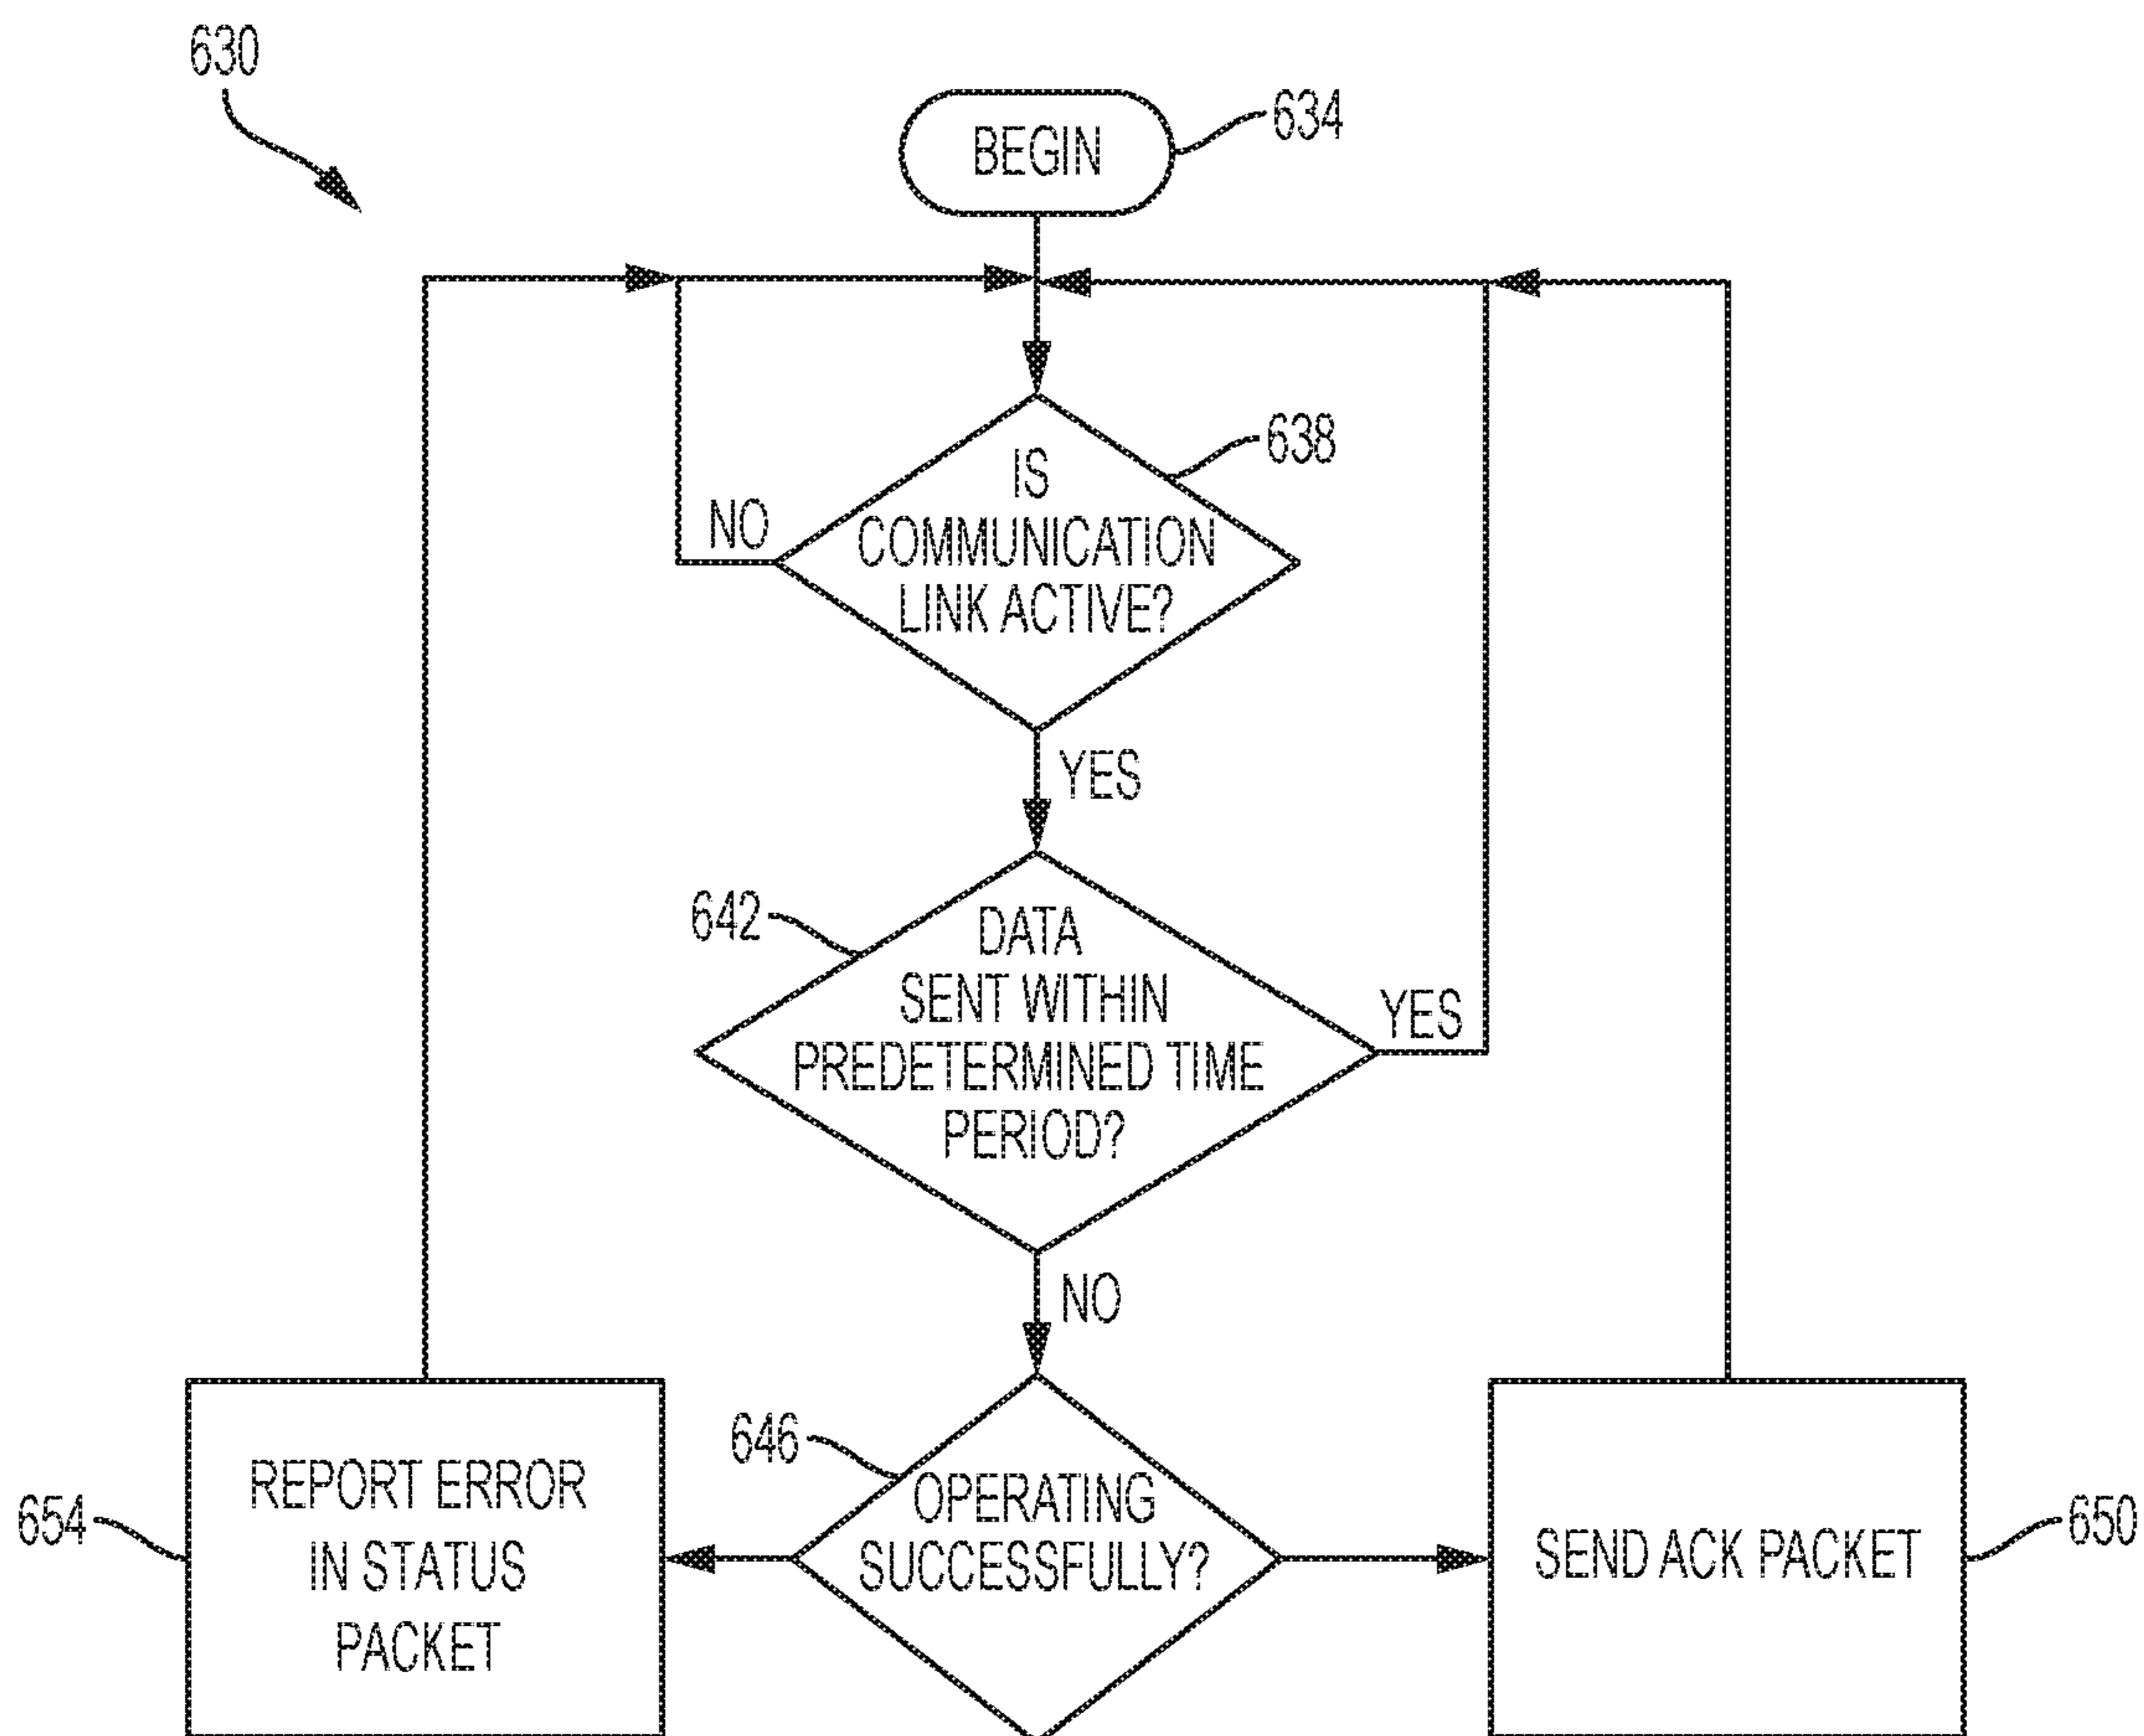 630
BEGIN
634
IS
COMMUNICATION
LINK ACTIVE?
638
NO
YES
642
DATA
SENT WITHIN
PREDETERMINED TIME
PERIOD?
YES
NO
646
OPERATING
SUCCESSFULLY?
654
REPORT ERROR
IN STATUS
PACKET
SEND ACK PACKET
650